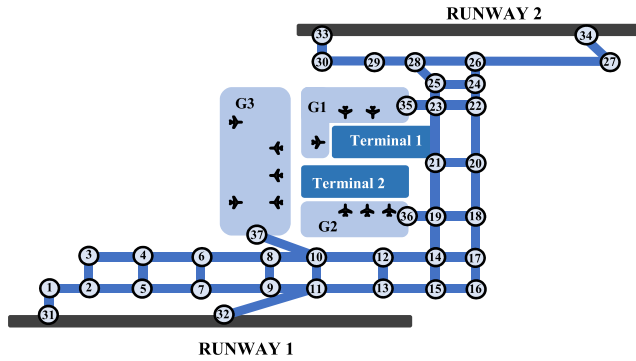 RUNWAY 2
33 34
30 29 28 26 27
25 24
G3 G1 35 23 22
Terminal 1
21 20
Terminal 2
G2 36 19 18
37
3 4 6 8 10 12 14 17
1 2 5 7 9 11 13 15 16
31 32
RUNWAY 1